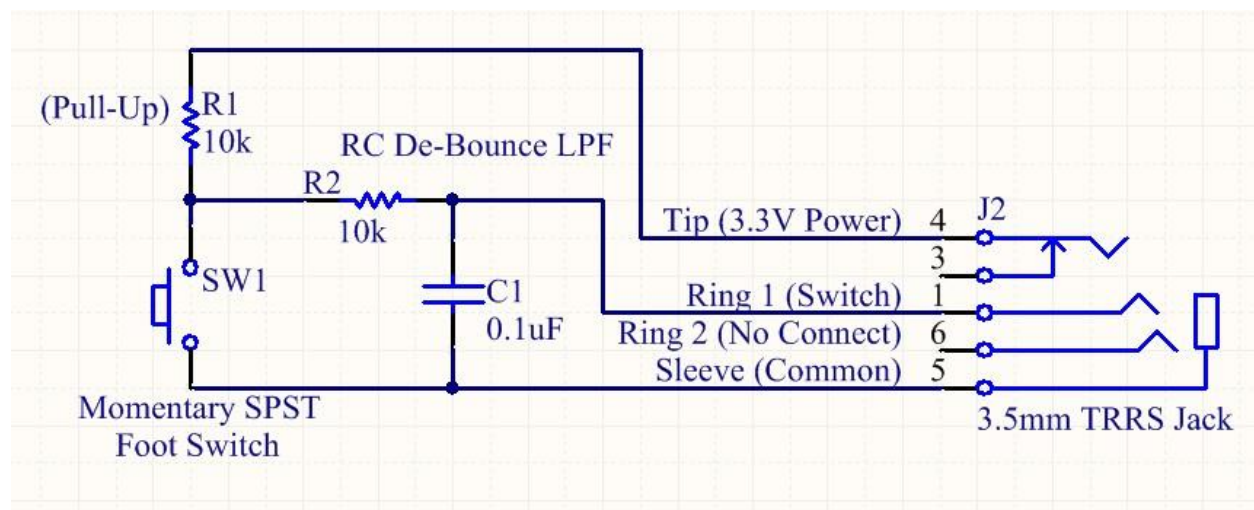 (Pull-Up)
R1
10k
RC De-Bounce LPF
R2
10k
SW1
C1
0.1uF
Momentary SPST
Foot Switch
Tip (3.3V Power)
4
J2
3
Ring 1 (Switch)
1
Ring 2 (No Connect)
6
Sleeve (Common)
5
3.5mm TRRS Jack